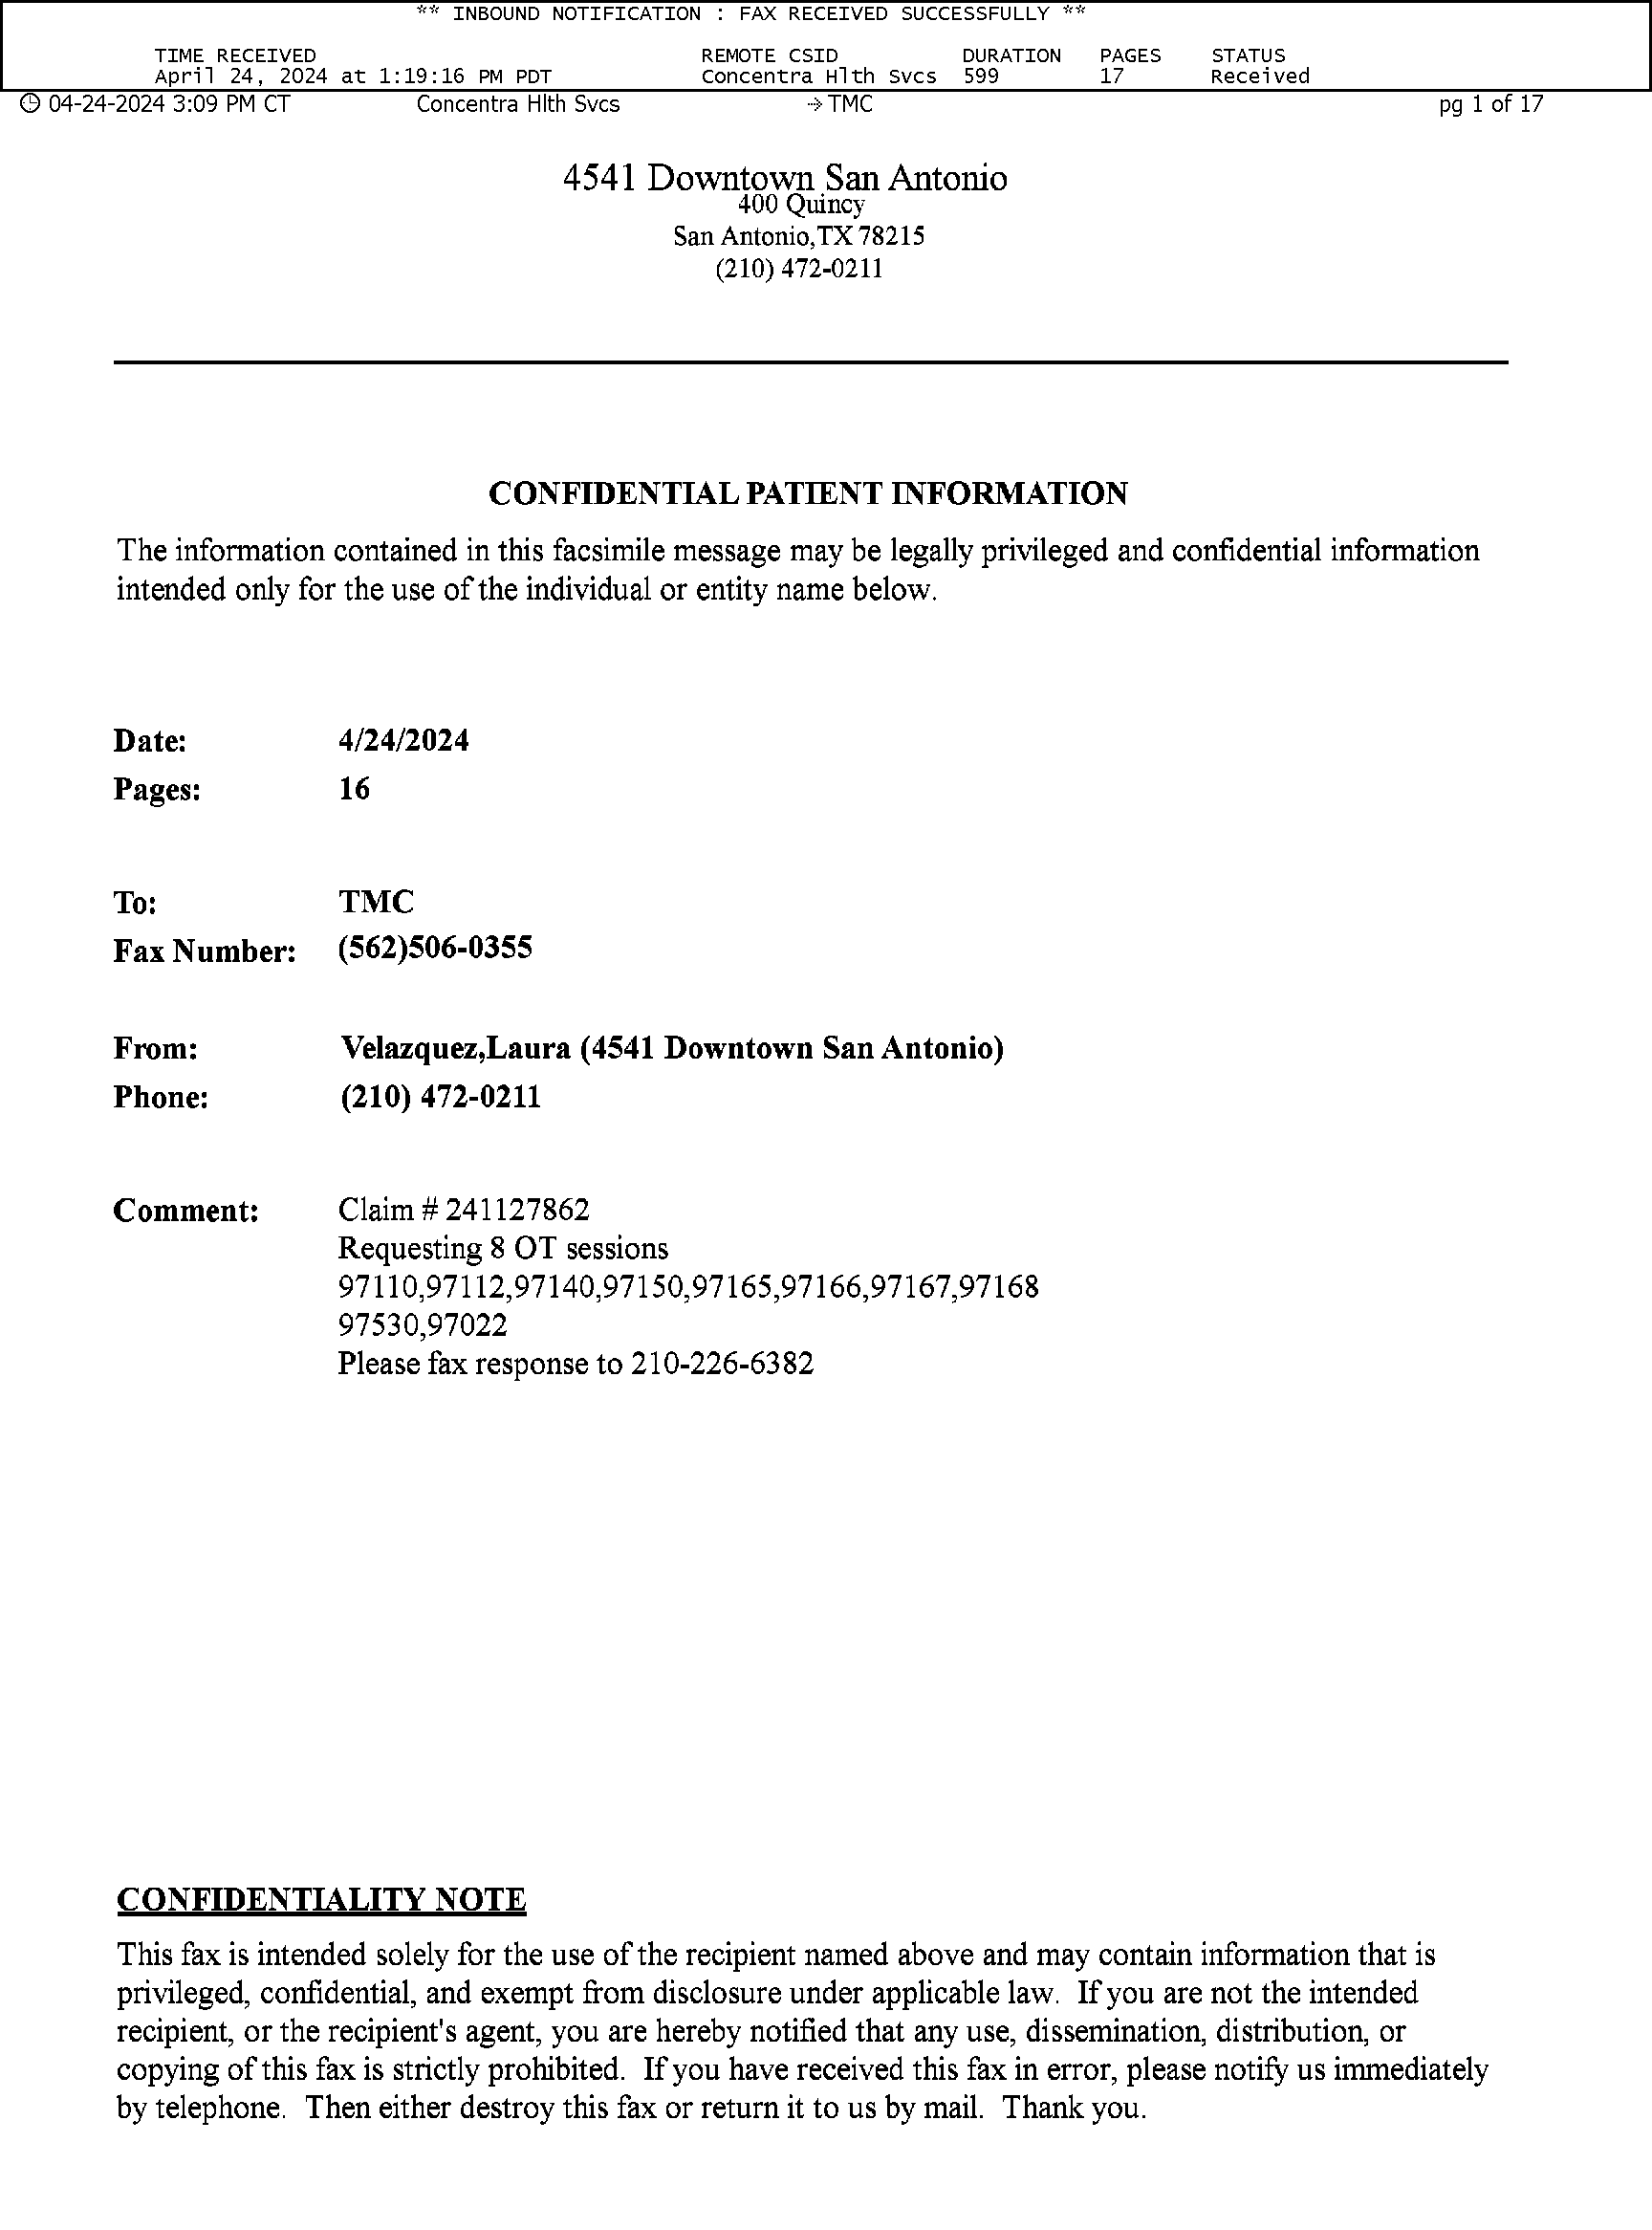 ** INBOUND NOTIFICATION : FAX RECEIVED SUCCESSFULLY **
TIME RECEIVED REMOTE CSID DURATION PAGES STATUS
April 24, 2024 at 1:19:16 PM PDT Concentra Hlth Svcs 599 17 Received
04-24-2024 3:09 PM CT Concentra Hlth Svcs → TMC pg 1 of 17
4541 Downtown San Antonio
400 Quincy
San Antonio,TX 78215
(210) 472-0211
CONFIDENTIAL PATIENT INFORMATION
The information contained in this facsimile message may be legally privileged and confidential information
intended only for the use of the individual or entity name below.
Date: 4/24/2024
Pages: 16
To: TMC
Fax Number: (562)506-0355
From: Velazquez,Laura (4541 Downtown San Antonio)
Phone: (210) 472-0211
Comment: Claim # 241127862
Requesting 8 OT sessions
97110,97112,97140,97150,97165,97166,97167,97168
97530,97022
Please fax response to 210-226-6382
CONFIDENTIALITY NOTE
This fax is intended solely for the use of the recipient named above and may contain information that is
privileged, confidential, and exempt from disclosure under applicable law. If you are not the intended
recipient, or the recipient's agent, you are hereby notified that any use, dissemination, distribution, or
copying of this fax is strictly prohibited. If you have received this fax in error, please notify us immediately
by telephone. Then either destroy this fax or return it to us by mail. Thank you.